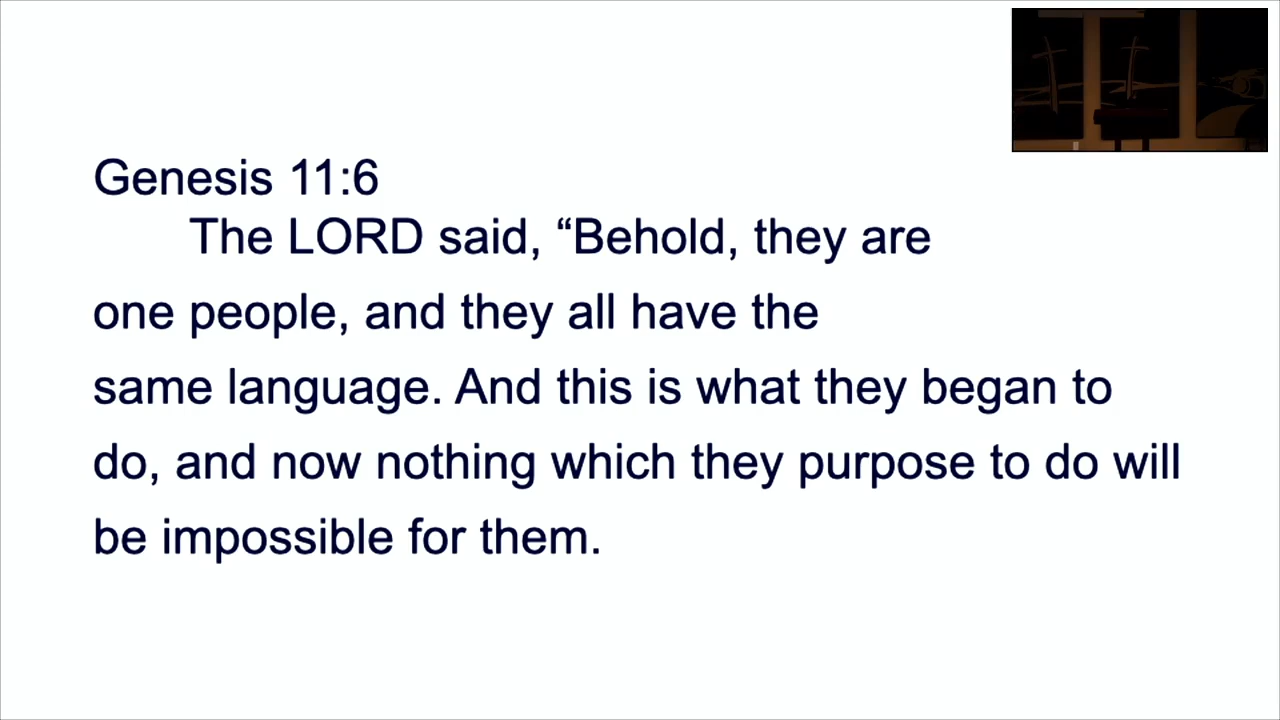 Genesis 11:6
The LORD said, “Behold, they are
one people, and they all have the
same language. And this is what they began to
do, and now nothing which they purpose to do will
be impossible for them.